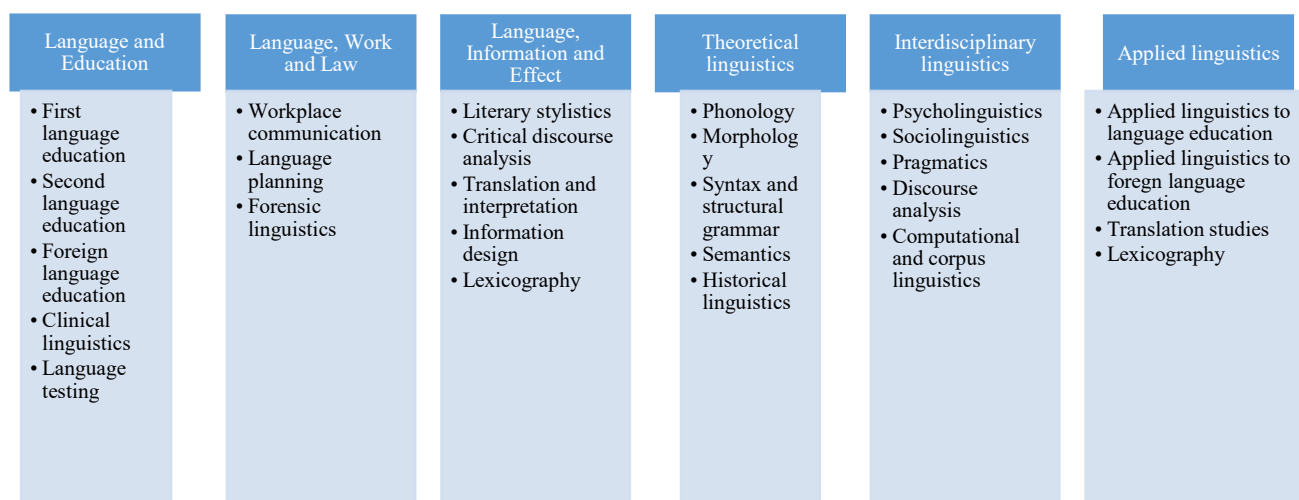 Language and
Education
• First
language
education
• Second
language
education
• Foreign
language
education
• Clinical
linguistics
• Language
testing
Language, Work
and Law
• Workplace
communication
• Language
planning
• Forensic
linguistics
Language,
Information and
Effect
• Literary stylistics
• Critical discourse
analysis
• Translation and
interpretation
• Information
design
• Lexicography
Theoretical
linguistics
• Phonology
• Morpholog
y
• Syntax and
structural
grammar
• Semantics
• Historical
linguistics
Interdisciplinary
linguistics
• Psycholinguistics
• Sociolinguistics
• Pragmatics
• Discourse
analysis
• Computational
and corpus
linguistics
Applied linguistics
• Applied linguistics to
language education
• Applied linguistics to
foregn language
education
• Translation studies
• Lexicography